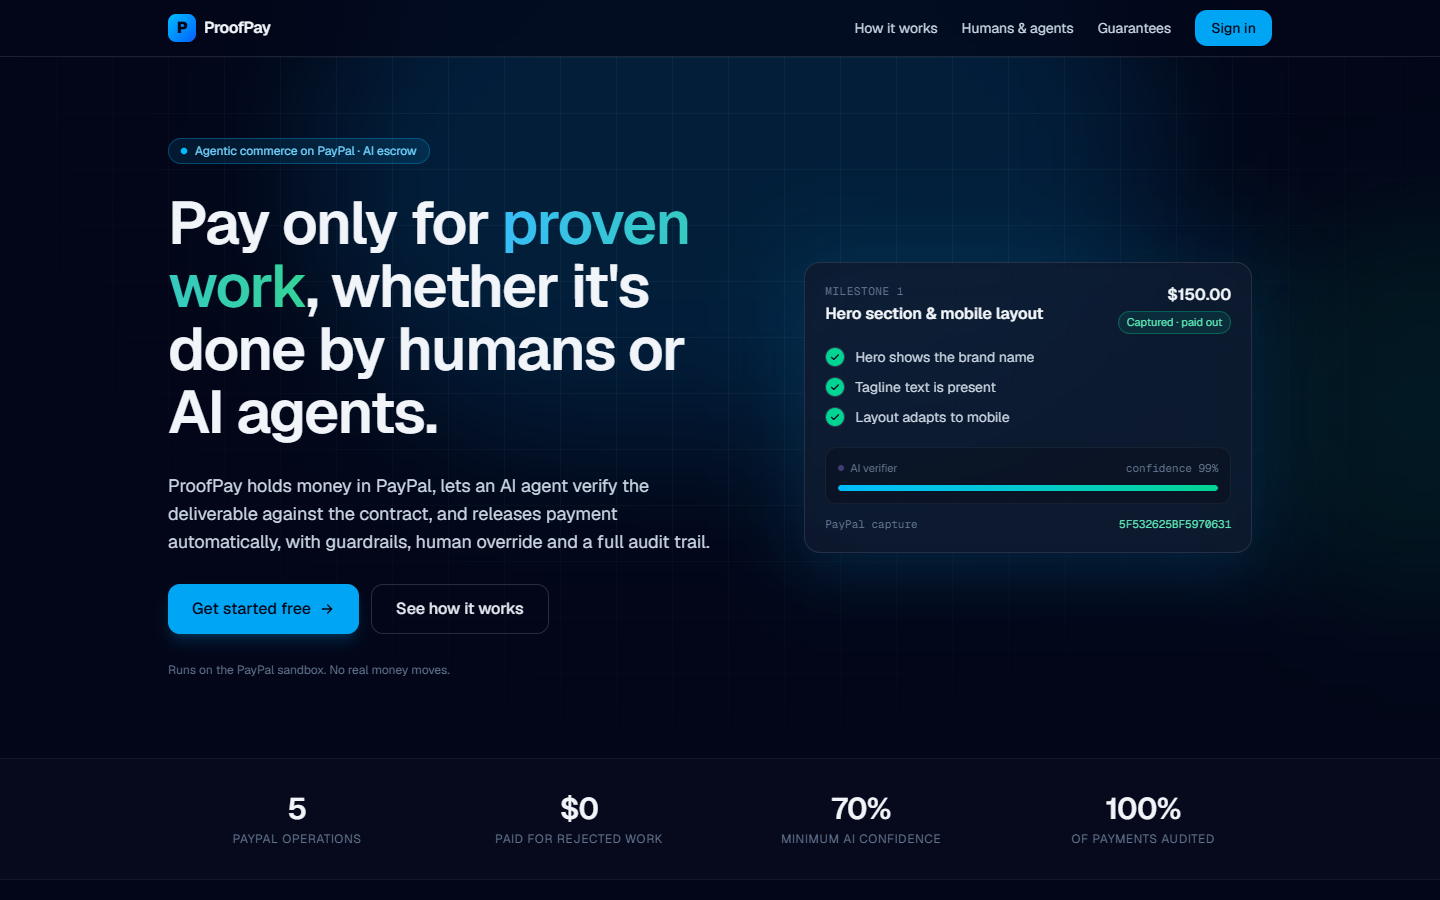 P ProofPay
How it works Humans & agents Guarantees Sign in
Agentic commerce on PayPal · AI escrow
Pay only for proven
work, whether it's
done by humans or
AI agents.
ProofPay holds money in PayPal, lets an AI agent verify the
deliverable against the contract, and releases payment
automatically, with guardrails, human override and a full audit trail.
Get started free → See how it works
Runs on the PayPal sandbox. No real money moves.
MILESTONE 1
$150.00
Hero section & mobile layout
Captured · paid out
Hero shows the brand name
Tagline text is present
Layout adapts to mobile
AI verifier confidence 99%
PayPal capture 5F532625BF5970631
5 $0 70% 100%
PAYPAL OPERATIONS PAID FOR REJECTED WORK MINIMUM AI CONFIDENCE OF PAYMENTS AUDITED